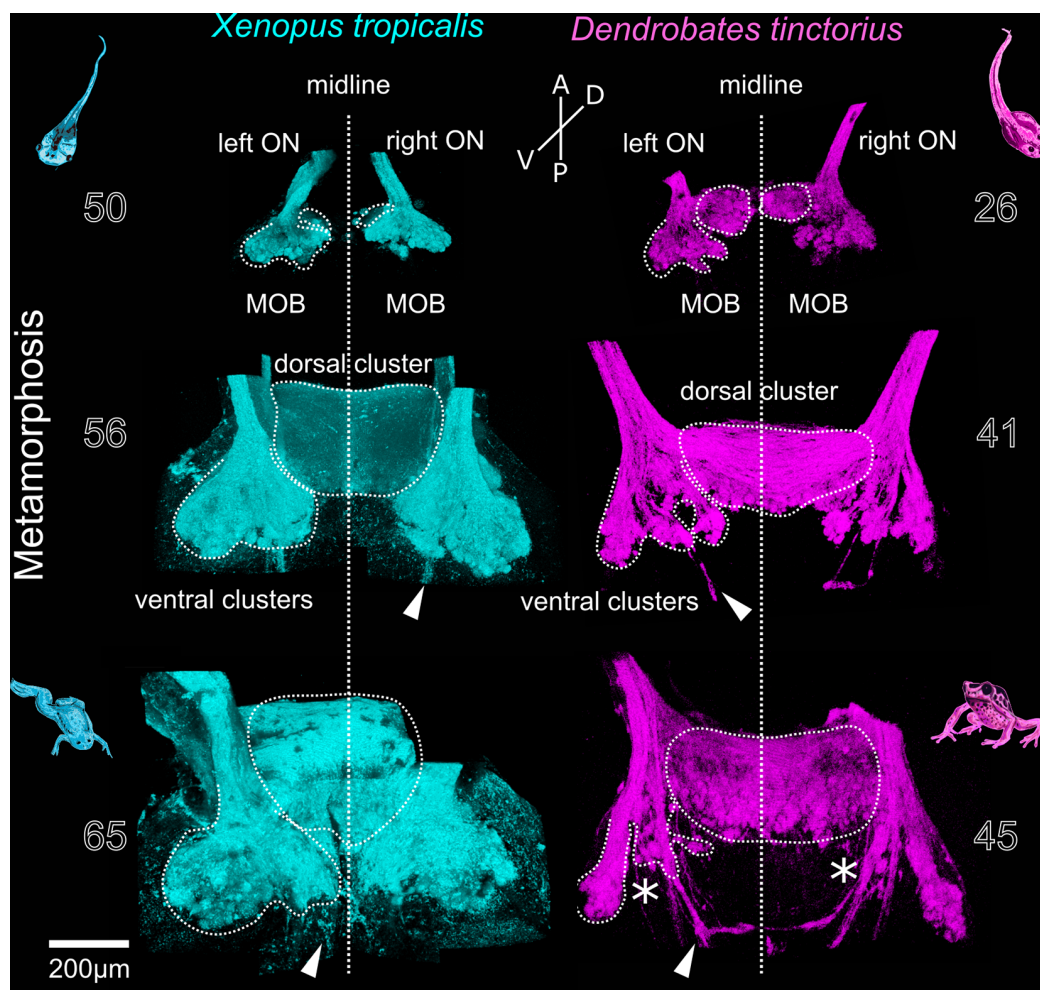 Xenopus tropicalis
Dendrobates tinctorius
midline
midline
A
D
V
P
left ON
right ON
left ON
right ON
50
26
MOB
MOB
MOB
MOB
Metamorphosis
dorsal cluster
dorsal cluster
56
41
ventral clusters
ventral clusters
65
45
*
*
200µm